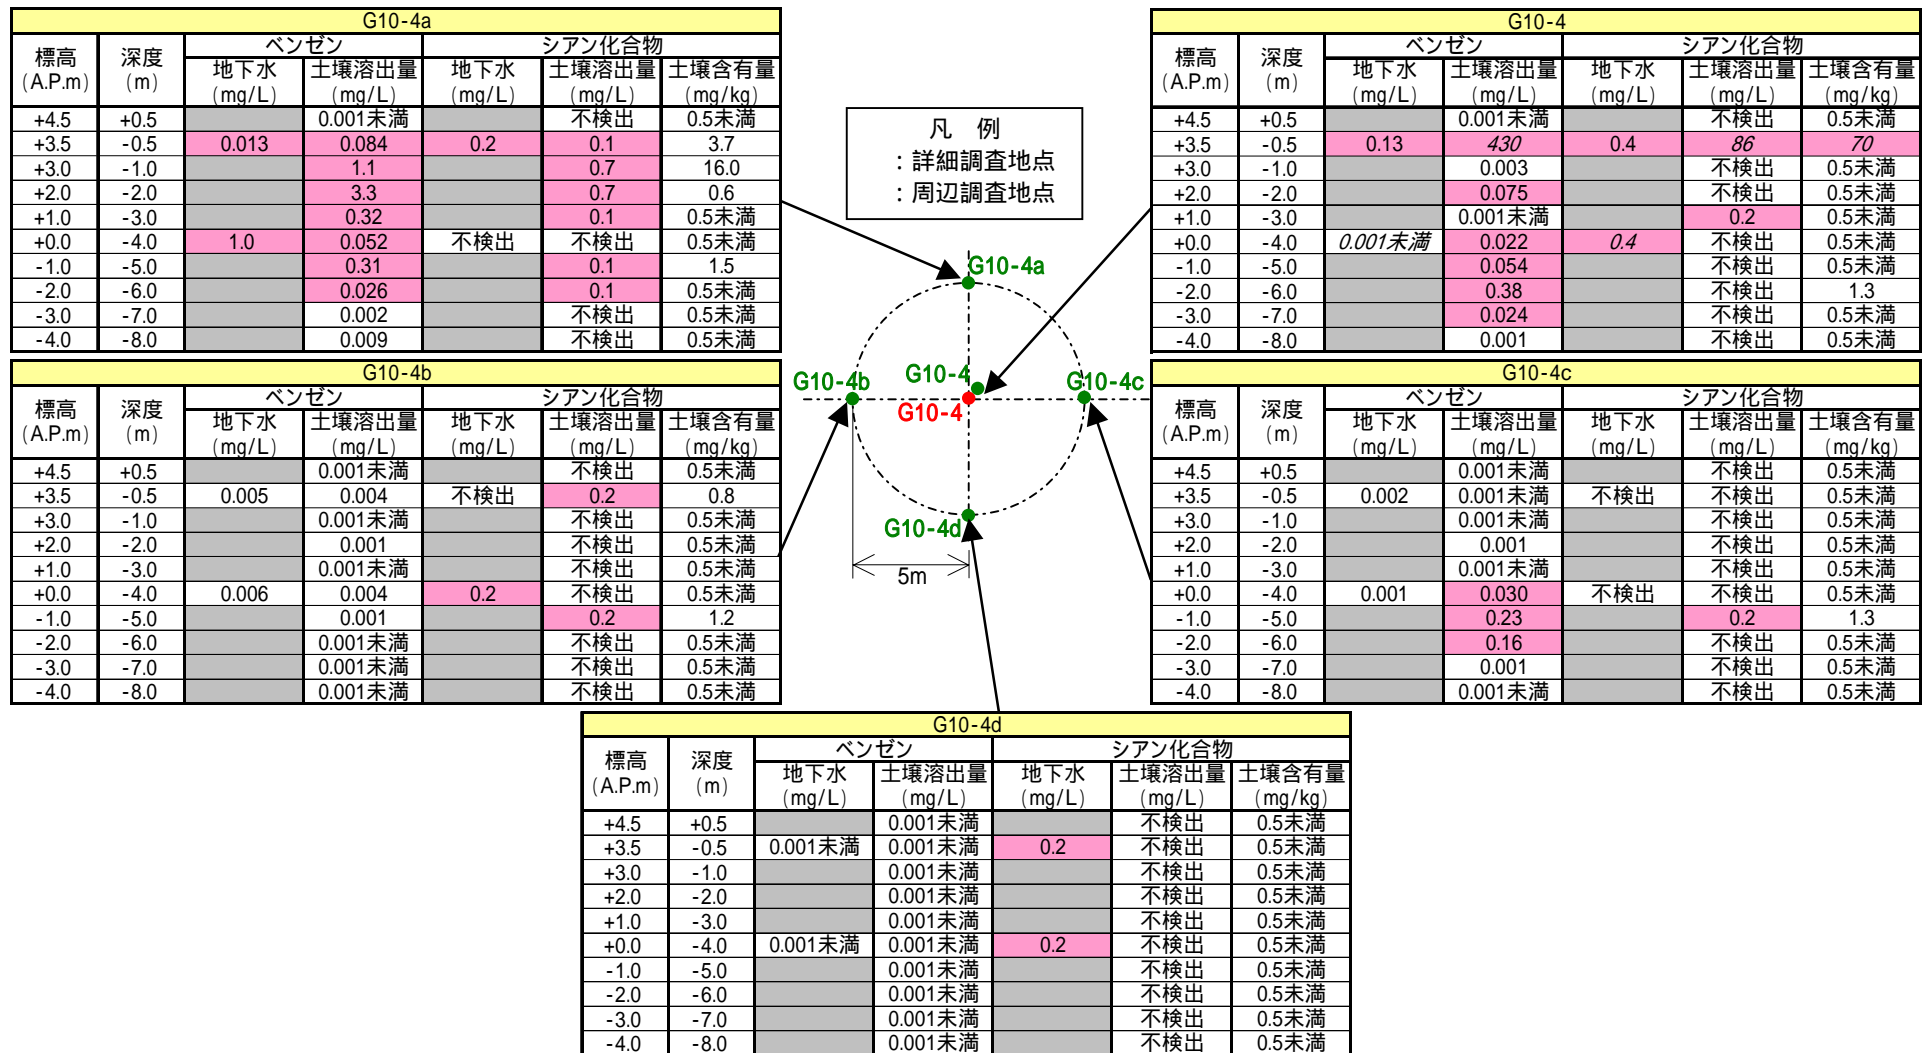 G10-4a
標高 深度 ベンゼン シアン化合物
(A.P.m) (m) 地下水 土壌溶出量 地下水 土壌溶出量 土壌含有量
(mg/L) (mg/L) (mg/L) (mg/L) (mg/kg)
+4.5 +0.5 0.001未満 不検出 0.5未満
+3.5 -0.5 0.013 0.084 0.2 0.1 3.7
+3.0 -1.0 1.1 0.7 16.0
+2.0 -2.0 3.3 0.7 0.6
+1.0 -3.0 0.32 0.1 0.5未満
+0.0 -4.0 1.0 0.052 不検出 不検出 0.5未満
-1.0 -5.0 0.31 0.1 1.5
-2.0 -6.0 0.026 0.1 0.5未満
-3.0 -7.0 0.002 不検出 0.5未満
-4.0 -8.0 0.009 不検出 0.5未満
凡 例
：詳細調査地点
：周辺調査地点
G10-4
標高 深度 ベンゼン シアン化合物
(A.P.m) (m) 地下水 土壌溶出量 地下水 土壌溶出量 土壌含有量
(mg/L) (mg/L) (mg/L) (mg/L) (mg/kg)
+4.5 +0.5 0.001未満 不検出 0.5未満
+3.5 -0.5 0.13 430 0.4 86 70
+3.0 -1.0 0.003 不検出 0.5未満
+2.0 -2.0 0.075 不検出 0.5未満
+1.0 -3.0 0.001未満 0.2 0.5未満
+0.0 -4.0 0.001未満 0.022 0.4 不検出 0.5未満
-1.0 -5.0 0.054 不検出 0.5未満
-2.0 -6.0 0.38 不検出 1.3
-3.0 -7.0 0.024 不検出 0.5未満
-4.0 -8.0 0.001 不検出 0.5未満
G10-4a
G10-4b
G10-4
G10-4c
G10-4
G10-4d
5m
G10-4b
標高 深度 ベンゼン シアン化合物
(A.P.m) (m) 地下水 土壌溶出量 地下水 土壌溶出量 土壌含有量
(mg/L) (mg/L) (mg/L) (mg/L) (mg/kg)
+4.5 +0.5 0.001未満 不検出 0.5未満
+3.5 -0.5 0.005 0.004 不検出 0.2 0.8
+3.0 -1.0 0.001未満 不検出 0.5未満
+2.0 -2.0 0.001 不検出 0.5未満
+1.0 -3.0 0.001未満 不検出 0.5未満
+0.0 -4.0 0.006 0.004 0.2 不検出 0.5未満
-1.0 -5.0 0.001 0.2 1.2
-2.0 -6.0 0.001未満 不検出 0.5未満
-3.0 -7.0 0.001未満 不検出 0.5未満
-4.0 -8.0 0.001未満 不検出 0.5未満
G10-4c
標高 深度 ベンゼン シアン化合物
(A.P.m) (m) 地下水 土壌溶出量 地下水 土壌溶出量 土壌含有量
(mg/L) (mg/L) (mg/L) (mg/L) (mg/kg)
+4.5 +0.5 0.001未満 不検出 0.5未満
+3.5 -0.5 0.002 0.001未満 不検出 不検出 0.5未満
+3.0 -1.0 0.001未満 不検出 0.5未満
+2.0 -2.0 0.001 不検出 0.5未満
+1.0 -3.0 0.001未満 不検出 0.5未満
+0.0 -4.0 0.001 0.030 不検出 不検出 0.5未満
-1.0 -5.0 0.23 0.2 1.3
-2.0 -6.0 0.16 不検出 0.5未満
-3.0 -7.0 0.001 不検出 0.5未満
-4.0 -8.0 0.001未満 不検出 0.5未満
G10-4d
標高 深度 ベンゼン シアン化合物
(A.P.m) (m) 地下水 土壌溶出量 地下水 土壌溶出量 土壌含有量
(mg/L) (mg/L) (mg/L) (mg/L) (mg/kg)
+4.5 +0.5 0.001未満 不検出 0.5未満
+3.5 -0.5 0.001未満 0.001未満 0.2 不検出 0.5未満
+3.0 -1.0 0.001未満 不検出 0.5未満
+2.0 -2.0 0.001未満 不検出 0.5未満
+1.0 -3.0 0.001未満 不検出 0.5未満
+0.0 -4.0 0.001未満 0.001未満 0.2 不検出 0.5未満
-1.0 -5.0 0.001未満 不検出 0.5未満
-2.0 -6.0 0.001未満 不検出 0.5未満
-3.0 -7.0 0.001未満 不検出 0.5未満
-4.0 -8.0 0.001未満 不検出 0.5未満